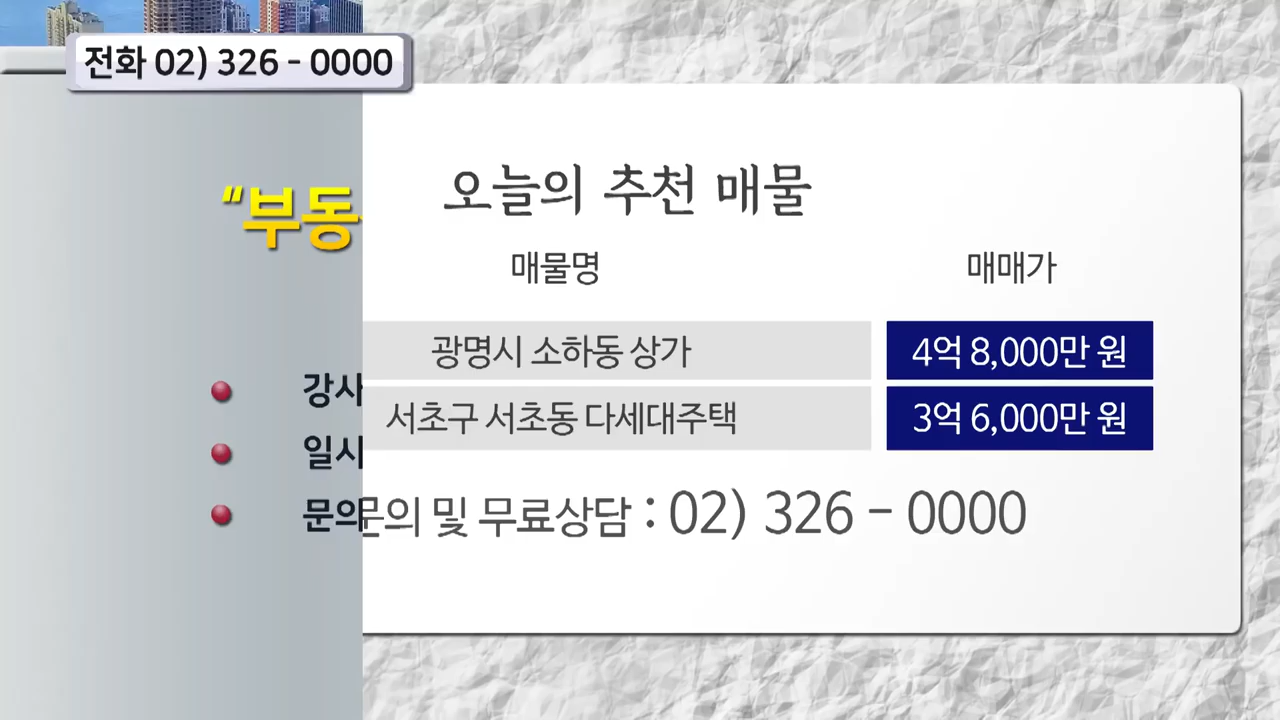 전화 02) 326 - 0000
"부동
오늘의 추천 매물
매물명 매매가
광명시 소하동 상가 4억 8,000만 원
서초구 서초동 다세대주택 3억 6,000만 원
강사
일시
문의
문의 및 무료상담 : 02) 326 - 0000